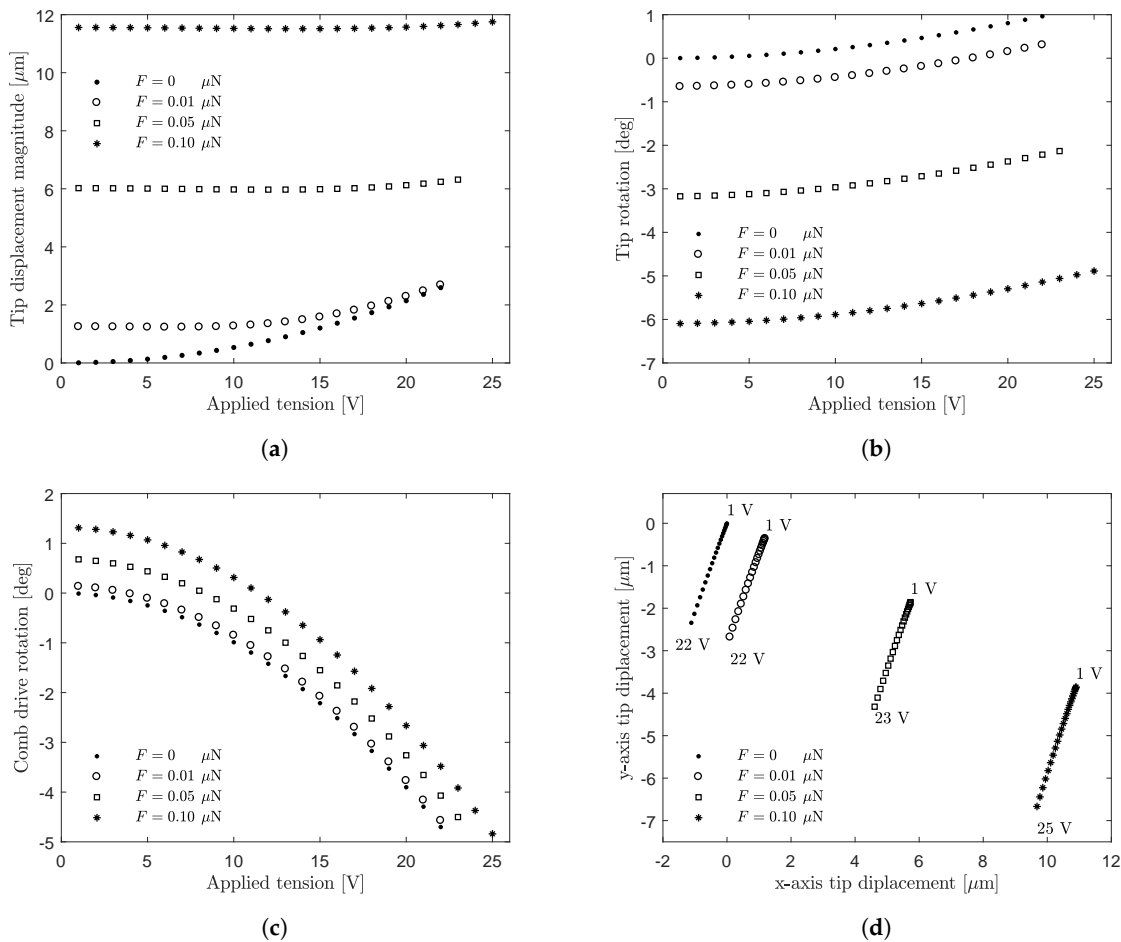 Tip displacement magnitude [μm]
12
10
8
6
4
2
0
0 5 10 15 20 25
F = 0 μN
F = 0.01 μN
F = 0.05 μN
F = 0.10 μN
Applied tension [V]
(a)
Tip rotation [deg]
1
0
-1
-2
-3
-4
-5
-6
-7
0 5 10 15 20 25
F = 0 μN
F = 0.01 μN
F = 0.05 μN
F = 0.10 μN
Applied tension [V]
(b)
Comb drive rotation [deg]
2
1
0
-1
-2
-3
-4
-5
0 5 10 15 20 25
F = 0 μN
F = 0.01 μN
F = 0.05 μN
F = 0.10 μN
Applied tension [V]
(c)
y-axis tip diplacement [μm]
0
-1
-2
-3
-4
-5
-6
-7
1 V
1 V
22 V
22 V
1 V
23 V
1 V
25 V
F = 0 μN
F = 0.01 μN
F = 0.05 μN
F = 0.10 μN
-2 0 2 4 6 8 10 12
x-axis tip diplacement [μm]
(d)